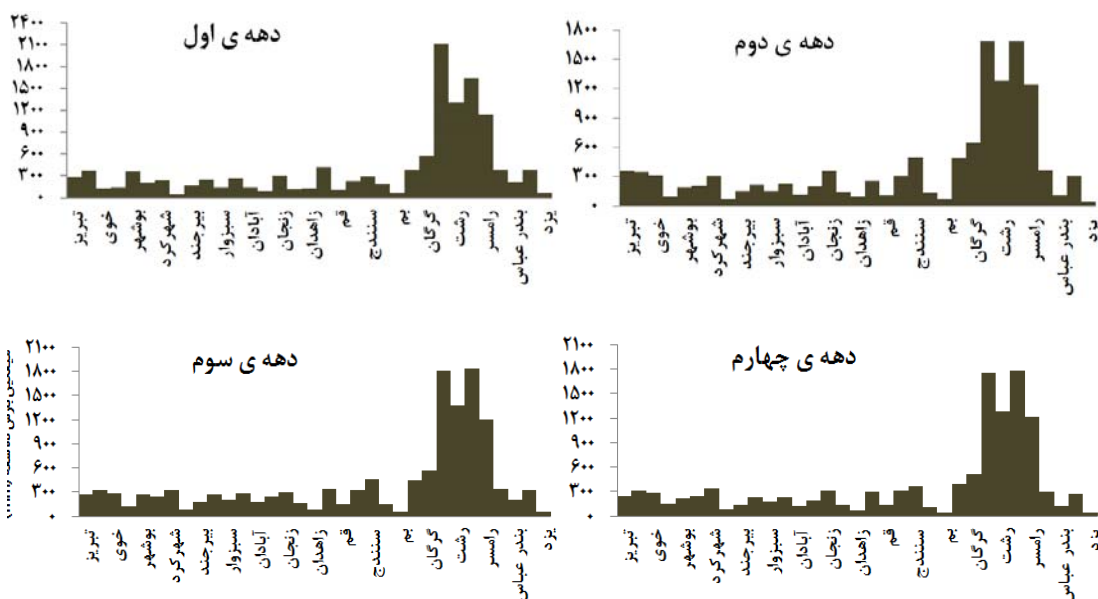 دهه ی اول
۲۴۰۰
۲۱۰۰
۱۸۰۰
۱۵۰۰
۱۲۰۰
۹۰۰
۶۰۰
۳۰۰
۰
تبریز
خوی
بوشهر
شهرکرد
بیرجند
سبزوار
آبادان
زنجان
زاهدان
قم
سنندج
بم
گرگان
رشت
رامسر
بندر عباس
یزد
دهه ی دوم
۱۸۰۰
۱۵۰۰
۱۲۰۰
۹۰۰
۶۰۰
۳۰۰
۰
تبریز
خوی
بوشهر
شهرکرد
بیرجند
سبزوار
آبادان
زنجان
زاهدان
قم
سنندج
بم
گرگان
رشت
رامسر
بندر عباس
یزد
دهه ی سوم
(mm)
۲۱۰۰
۱۸۰۰
۱۵۰۰
۱۲۰۰
۹۰۰
۶۰۰
۳۰۰
۰
تبریز
خوی
بوشهر
شهرکرد
بیرجند
سبزوار
آبادان
زنجان
زاهدان
قم
سنندج
بم
گرگان
رشت
رامسر
بندر عباس
یزد
دهه ی چهارم
۲۱۰۰
۱۸۰۰
۱۵۰۰
۱۲۰۰
۹۰۰
۶۰۰
۳۰۰
۰
تبریز
خوی
بوشهر
شهرکرد
بیرجند
سبزوار
آبادان
زنجان
زاهدان
قم
سنندج
بم
گرگان
رشت
رامسر
بندر عباس
یزد